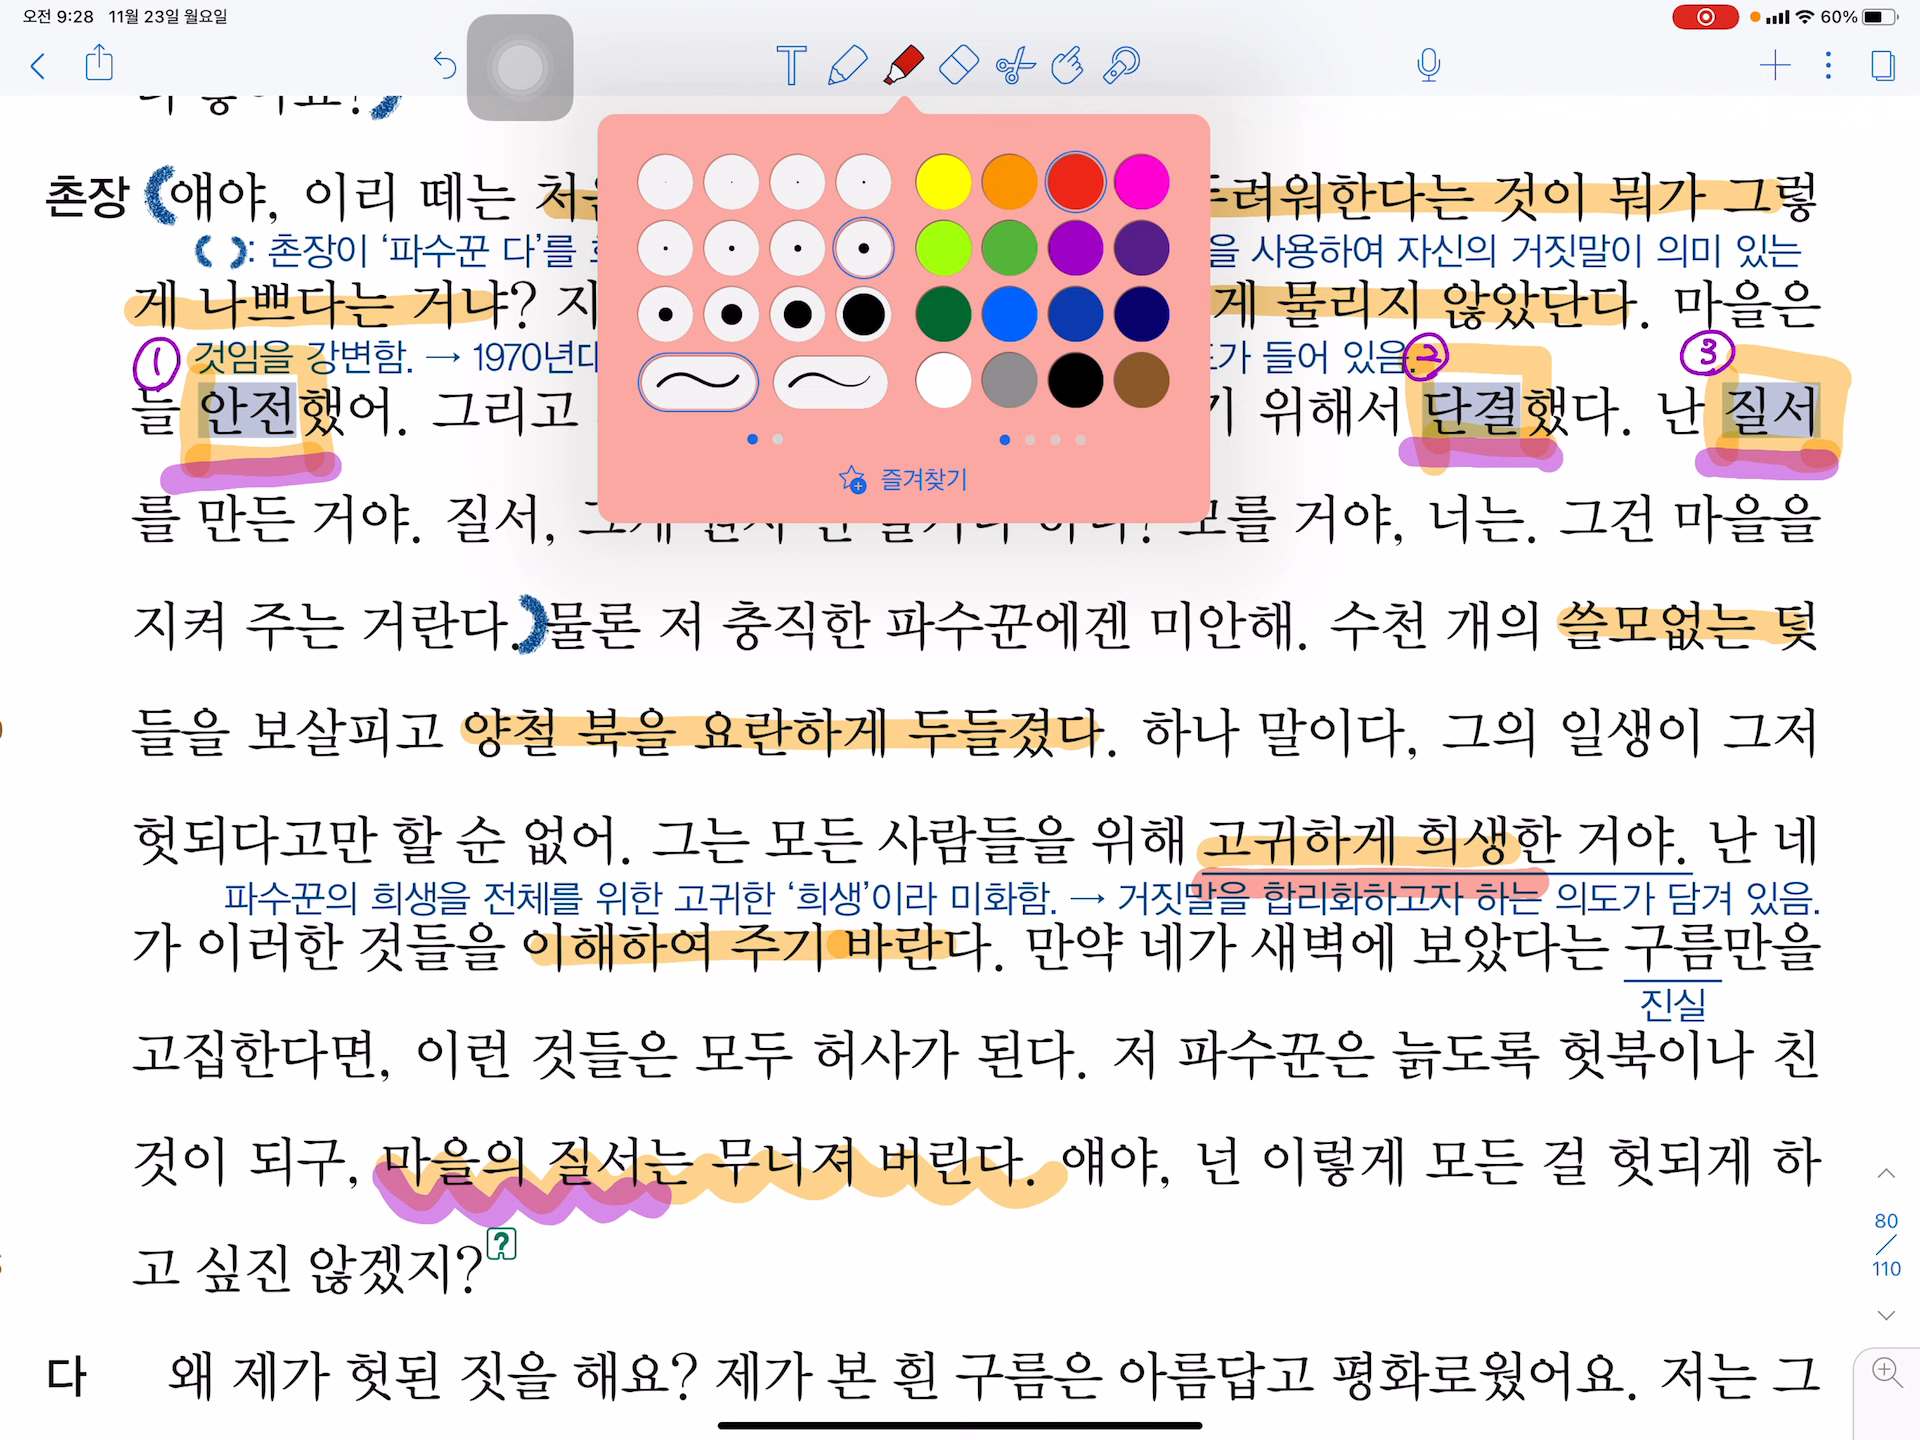 오전 9:28 11월 23일 월요일 60%
더 좋아요?
촌장 얘야, 이리 떼는 처음 두려워한다는 것이 뭐가 그렇
( ): 촌장이 ‘파수꾼 다’를 을 사용하여 자신의 거짓말이 의미 있는
게 나쁘다는 거냐? 지 게 물리지 않았단다. 마을은
① 것임을 강변함. → 1970년대 도가 들어 있음. ② ③
들 안전했어. 그리고 기 위해서 단결했다. 난 질서
즐겨찾기
를 만든 거야. 질서, 그게 뭔지 넌 알기나 하니? 모를 거야, 너는. 그건 마을을
지켜 주는 거란다. 물론 저 충직한 파수꾼에겐 미안해. 수천 개의 쓸모없는 덫
들을 보살피고 양철 북을 요란하게 두들겼다. 하나 말이다, 그의 일생이 그저
헛되다고만 할 순 없어. 그는 모든 사람들을 위해 고귀하게 희생한 거야. 난 네
파수꾼의 희생을 전체를 위한 고귀한 ‘희생’이라 미화함. → 거짓말을 합리화하고자 하는 의도가 담겨 있음.
가 이러한 것들을 이해하여 주기 바란다. 만약 네가 새벽에 보았다는 구름만을
진실
고집한다면, 이런 것들은 모두 허사가 된다. 저 파수꾼은 늙도록 헛북이나 친
것이 되구, 마을의 질서는 무너져 버린다. 얘야, 넌 이렇게 모든 걸 헛되게 하
고 싶진 않겠지? ?
80
/
110
다 왜 제가 헛된 짓을 해요? 제가 본 흰 구름은 아름답고 평화로웠어요. 저는 그